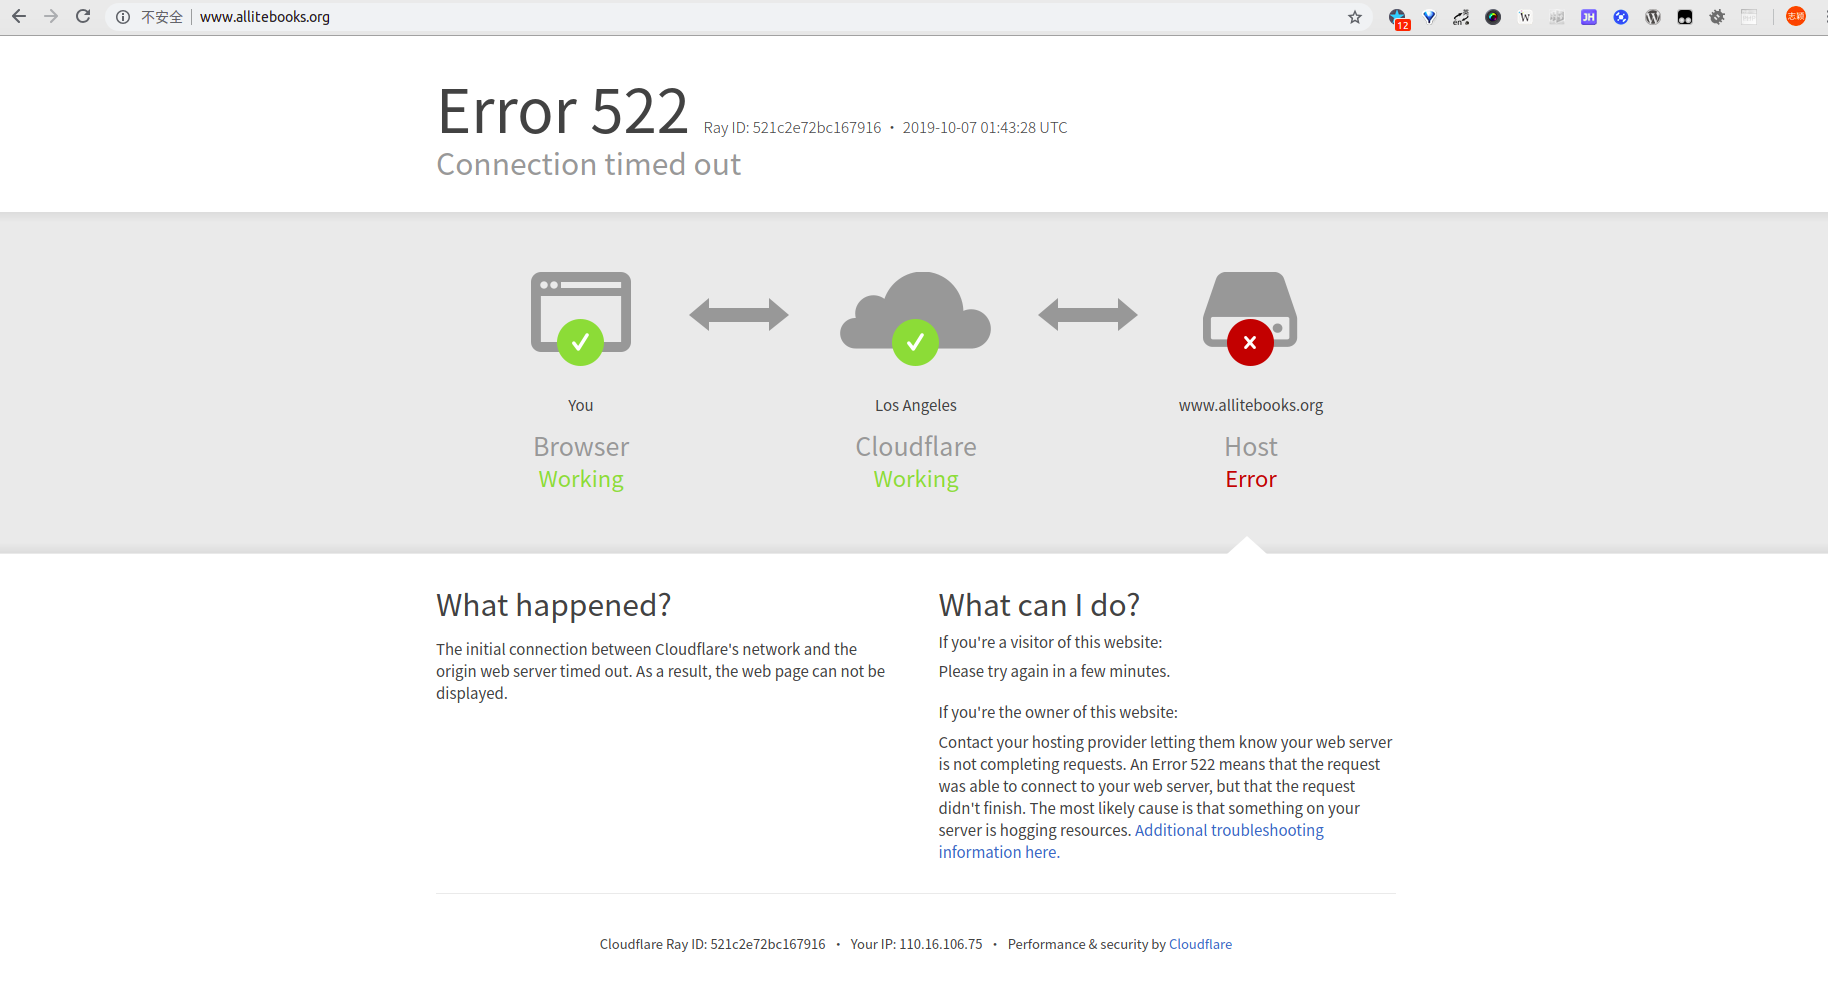 不安全 www.allitebooks.org
12
en 英
W
JH
志颖
Error 522 Ray ID: 521c2e72bc167916 • 2019-10-07 01:43:28 UTC
Connection timed out
You
Browser
Working
Los Angeles
Cloudflare
Working
www.allitebooks.org
Host
Error
What happened?
The initial connection between Cloudflare's network and the
origin web server timed out. As a result, the web page can not be
displayed.
What can I do?
If you're a visitor of this website:
Please try again in a few minutes.
If you're the owner of this website:
Contact your hosting provider letting them know your web server
is not completing requests. An Error 522 means that the request
was able to connect to your web server, but that the request
didn't finish. The most likely cause is that something on your
server is hogging resources. Additional troubleshooting
information here.
Cloudflare Ray ID: 521c2e72bc167916 • Your IP: 110.16.106.75 • Performance & security by Cloudflare